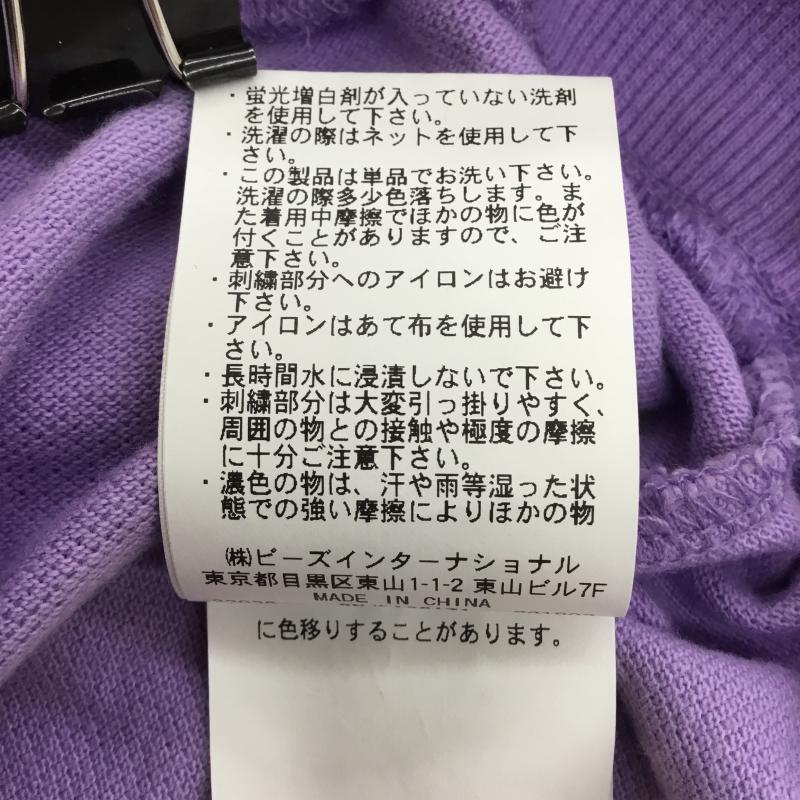 ・蛍光増白剤が入っていない洗剤
を使用して下さい。
・洗濯の際はネットを使用して下
さい。
・この製品は単品でお洗い下さい。
洗濯の際多少色落ちします。ま
た着用中摩擦でほかの物に色が
付くことがありますので、ご注
意下さい。
・刺繍部分へのアイロンはお避け
下さい。
・アイロンはあて布を使用して下
さい。
・長時間水に浸漬しないで下さい。
・刺繍部分は大変引っ掛りやすく、
周囲の物との接触や極度の摩擦
に十分ご注意下さい。
・濃色の物は、汗や雨等湿った状
態での強い摩擦によりほかの物
㈱ビーズインターナショナル
東京都目黒区東山1-1-2 東山ビル7F
MADE IN CHINA
に色移りすることがあります。